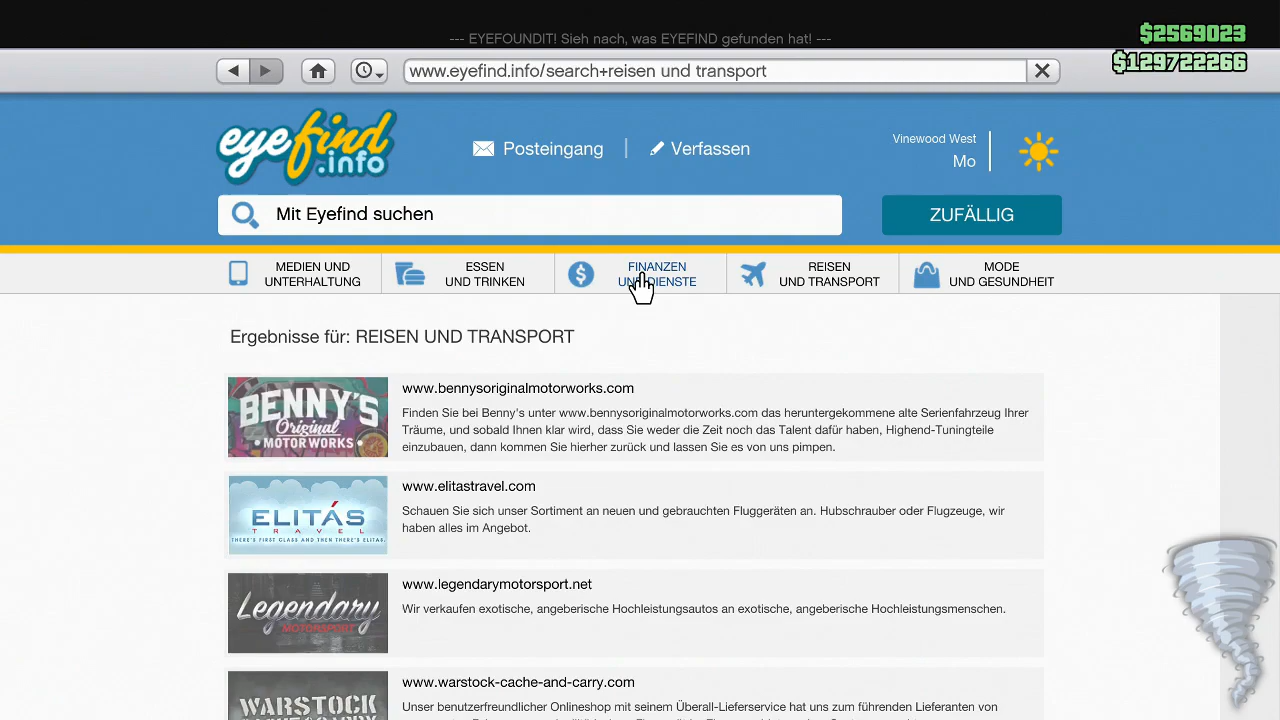 --- EYEFOUNDIT! Sieh nach, was EYEFIND gefunden hat! ---
$2569023
$129722266
www.eyefind.info/search+reisen und transport
eyefind
.info
Posteingang
Verfassen
Vinewood West
Mo
Mit Eyefind suchen
ZUFÄLLIG
MEDIEN UND
UNTERHALTUNG
ESSEN
UND TRINKEN
FINANZEN
UND DIENSTE
REISEN
UND TRANSPORT
MODE
UND GESUNDHEIT
Ergebnisse für: REISEN UND TRANSPORT
BENNY'S
Original
MOTOR WORKS
www.bennysoriginalmotorworks.com
Finden Sie bei Benny's unter www.bennysoriginalmotorworks.com das heruntergekommene alte Serienfahrzeug Ihrer
Träume, und sobald Ihnen klar wird, dass Sie weder die Zeit noch das Talent dafür haben, Highend-Tuningteile
einzubauen, dann kommen Sie hierher zurück und lassen Sie es von uns pimpen.
ELITÁS
TRAVEL
THERE'S FIRST CLASS AND THEN THERE'S ELITAS
www.elitastravel.com
Schauen Sie sich unser Sortiment an neuen und gebrauchten Fluggeräten an. Hubschrauber oder Flugzeuge, wir
haben alles im Angebot.
Legendary
MOTORSPORT
www.legendarymotorsport.net
Wir verkaufen exotische, angeberische Hochleistungsautos an exotische, angeberische Hochleistungsmenschen.
WARSTOCK
www.warstock-cache-and-carry.com
Unser benutzerfreundlicher Onlineshop mit seinem Überall-Lieferservice hat uns zum führenden Lieferanten von